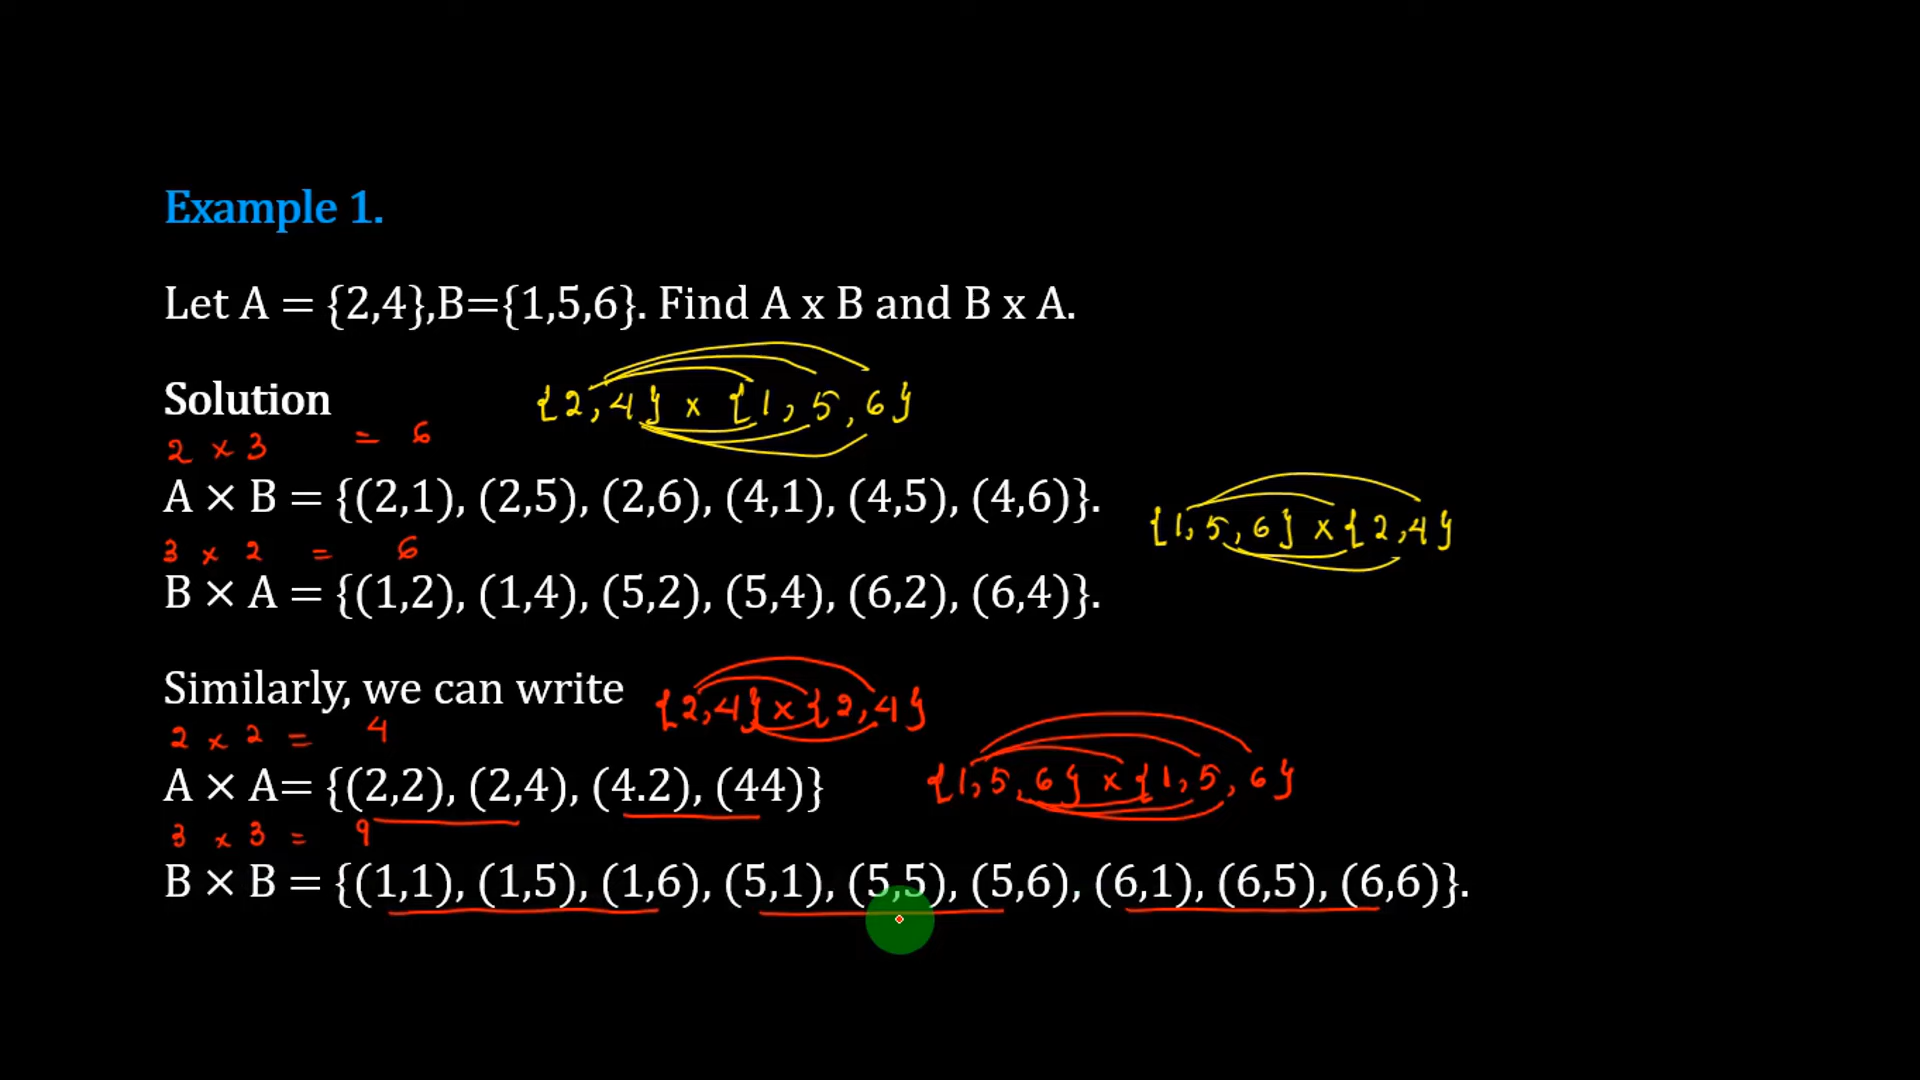 Example 1.
Let A = {2,4},B={1,5,6}. Find A x B and B x A.
Solution
{2,4} × {1,5,6}
2 × 3 = 6
A × B = {(2,1), (2,5), (2,6), (4,1), (4,5), (4,6)}.
{1,5,6} × {2,4}
3 × 2 = 6
B × A = {(1,2), (1,4), (5,2), (5,4), (6,2), (6,4)}.
Similarly, we can write
{2,4} × {2,4}
2 × 2 = 4
A × A= {(2,2), (2,4), (4.2), (44)}
{1,5,6} × {1,5,6}
3 × 3 = 9
B × B = {(1,1), (1,5), (1,6), (5,1), (5,5), (5,6), (6,1), (6,5), (6,6)}.